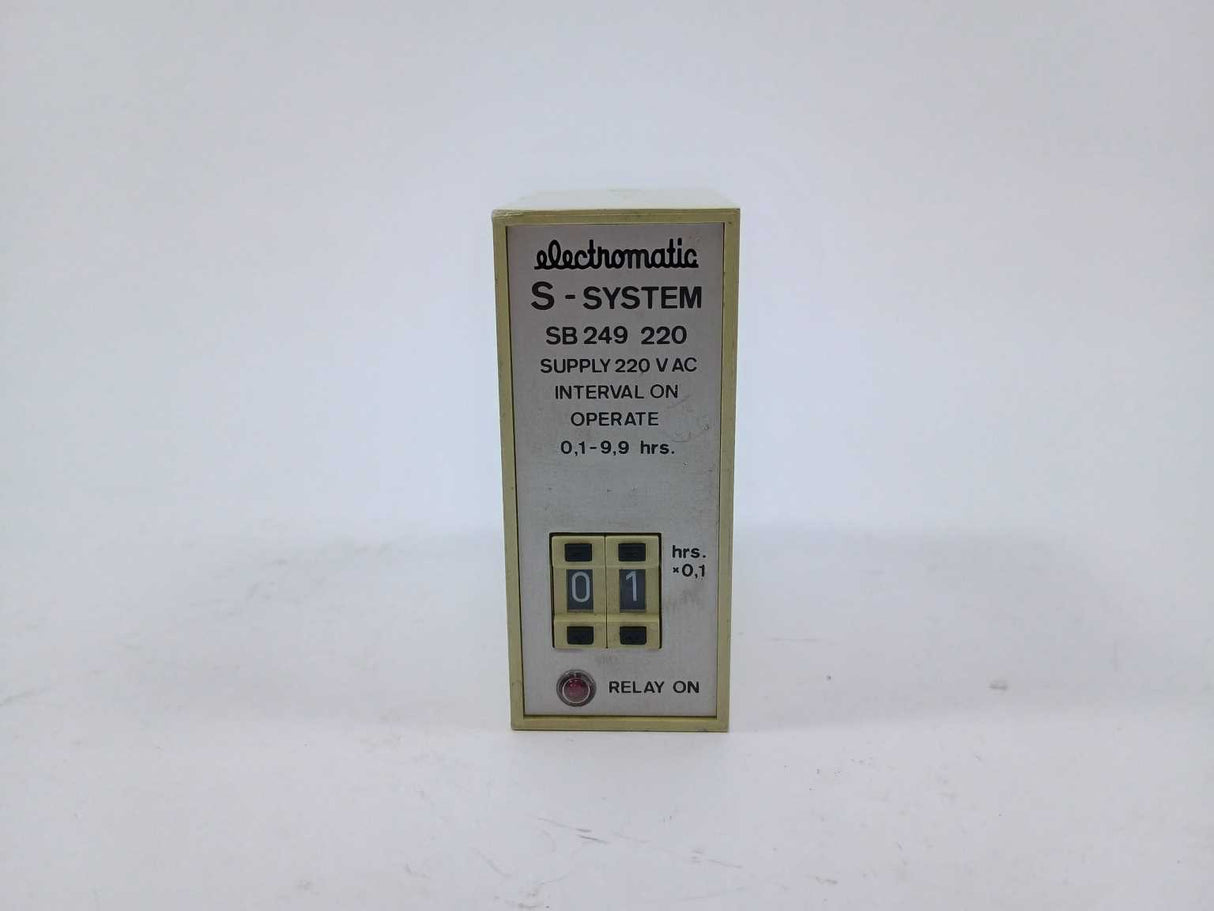 electromatic
S - SYSTEM
SB 249 220
SUPPLY 220 V AC
INTERVAL ON
OPERATE
0,1 - 9,9 hrs.
hrs.
×0,1
0 1
RELAY ON